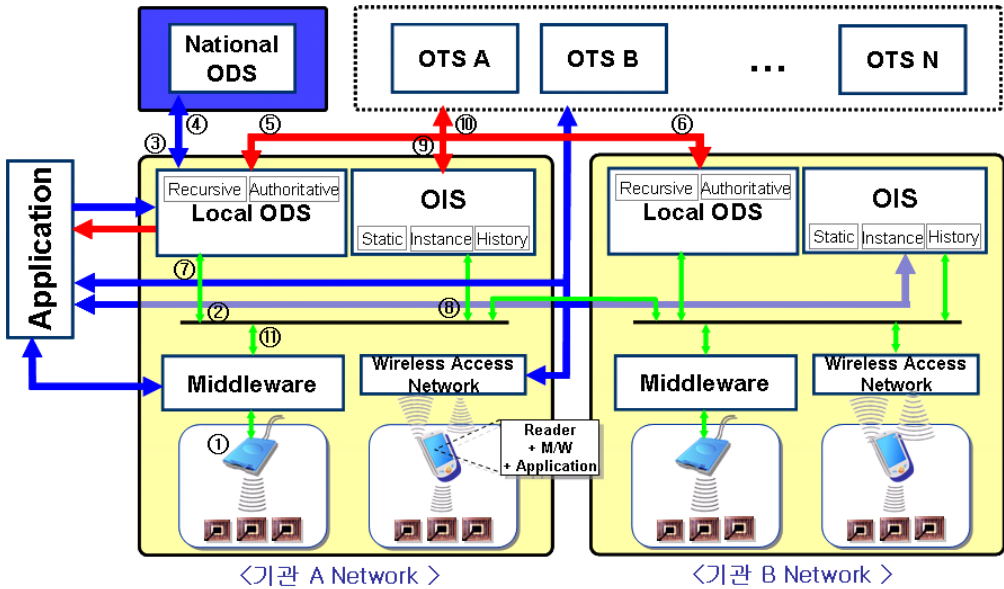 National
ODS
OTS A
OTS B
...
OTS N
③
④
⑤
⑩
⑨
⑥
Application
Recursive
Authoritative
Local ODS
OIS
Static
Instance
History
Recursive
Authoritative
Local ODS
OIS
Static
Instance
History
⑦
②
⑧
⑪
Middleware
Wireless Access
Network
Middleware
Wireless Access
Network
①
Reader
+ M/W
+ Application
<기관 A Network >
<기관 B Network >